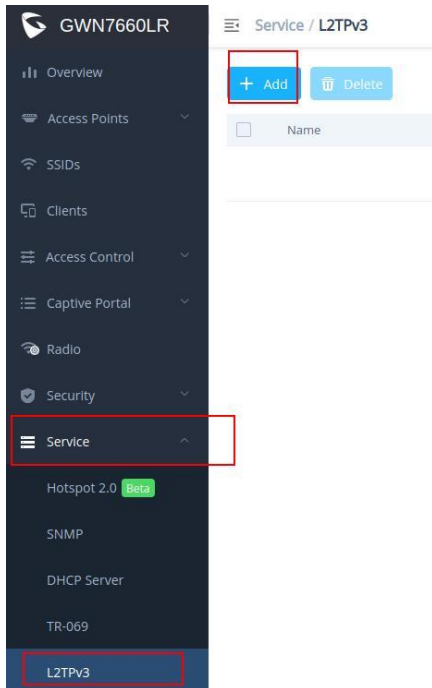 GWN7660LR
Service / L2TPv3
Overview
+ Add
Delete
Access Points
Name
SSIDs
Clients
Access Control
Captive Portal
Radio
Security
Service
Hotspot 2.0 Beta
SNMP
DHCP Server
TR-069
L2TPv3